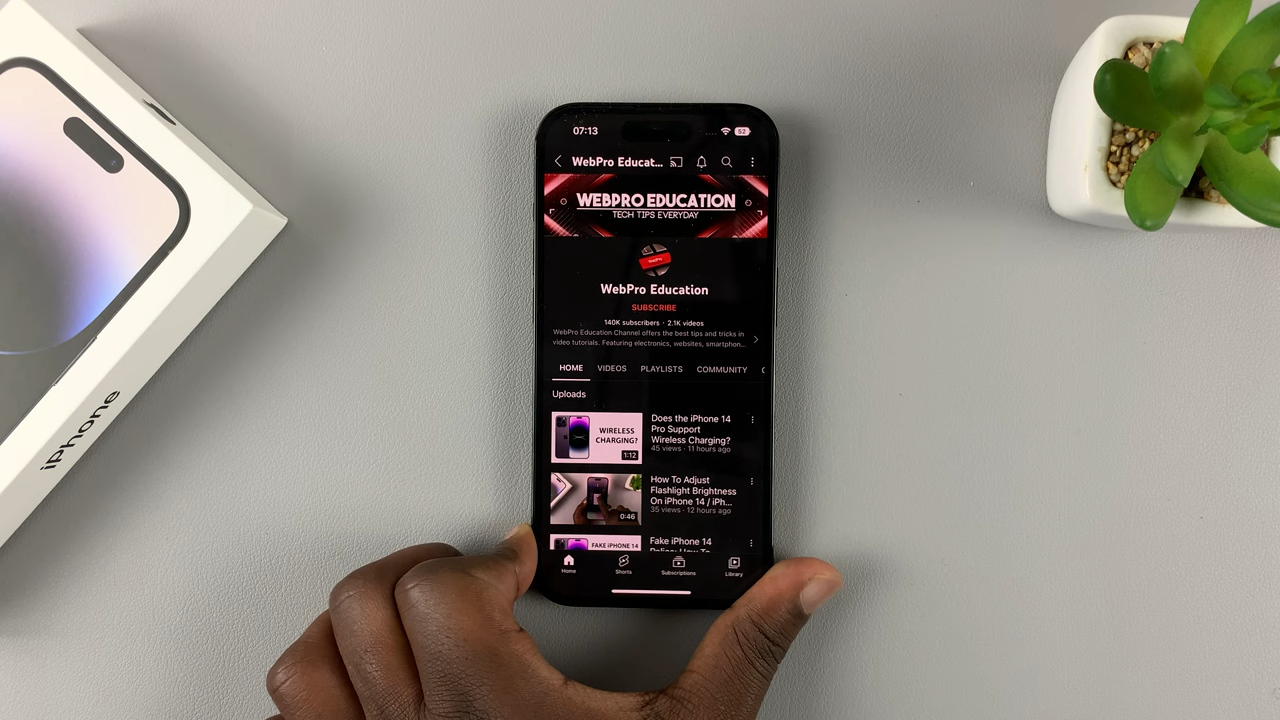 iPhone
07:13
52
WebPro Educat...
WEBPRO EDUCATION
TECH TIPS EVERYDAY
WebPro Education
SUBSCRIBE
140K subscribers · 2.1K videos
WebPro Education Channel offers the best tips and tricks in
video tutorials. Featuring electronics, websites, smartphon...
HOME VIDEOS PLAYLISTS COMMUNITY
Uploads
WIRELESS
CHARGING?
1:12
Does the iPhone 14
Pro Support
Wireless Charging?
45 views · 11 hours ago
0:46
How To Adjust
Flashlight Brightness
On iPhone 14 / iPh...
35 views · 12 hours ago
FAKE iPHONE 14
Fake iPhone 14
Home Shorts Subscriptions Library